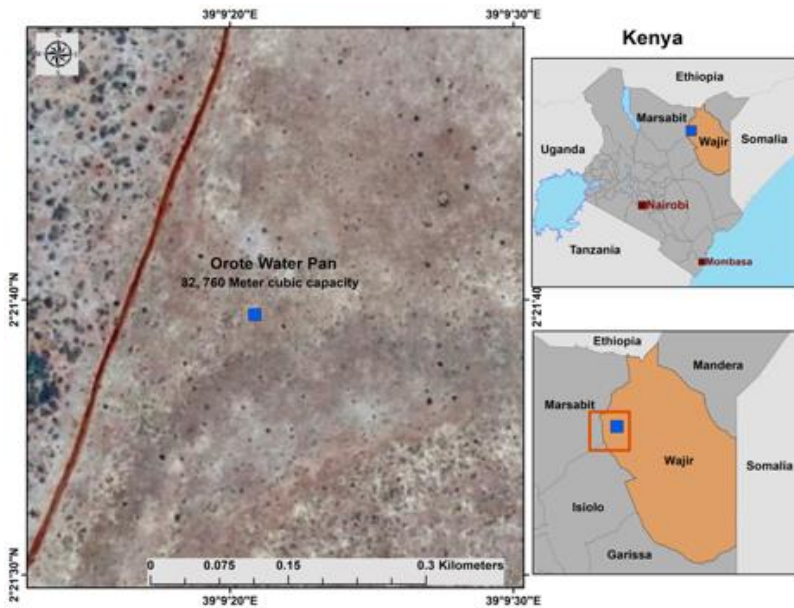 39°9'20"E
39°9'30"E
Orote Water Pan
82, 760 Meter cubic capacity
2°21'40"N
2°21'30"N
2°21'40"
0 0.075 0.15 0.3 Kilometers
39°9'20"E
39°9'30"E
Kenya
Ethiopia
Marsabit
Wajir
Somalia
Uganda
Nairobi
Tanzania
Mombasa
Ethiopia
Mandera
Marsabit
Wajir
Somalia
Isiolo
Garissa